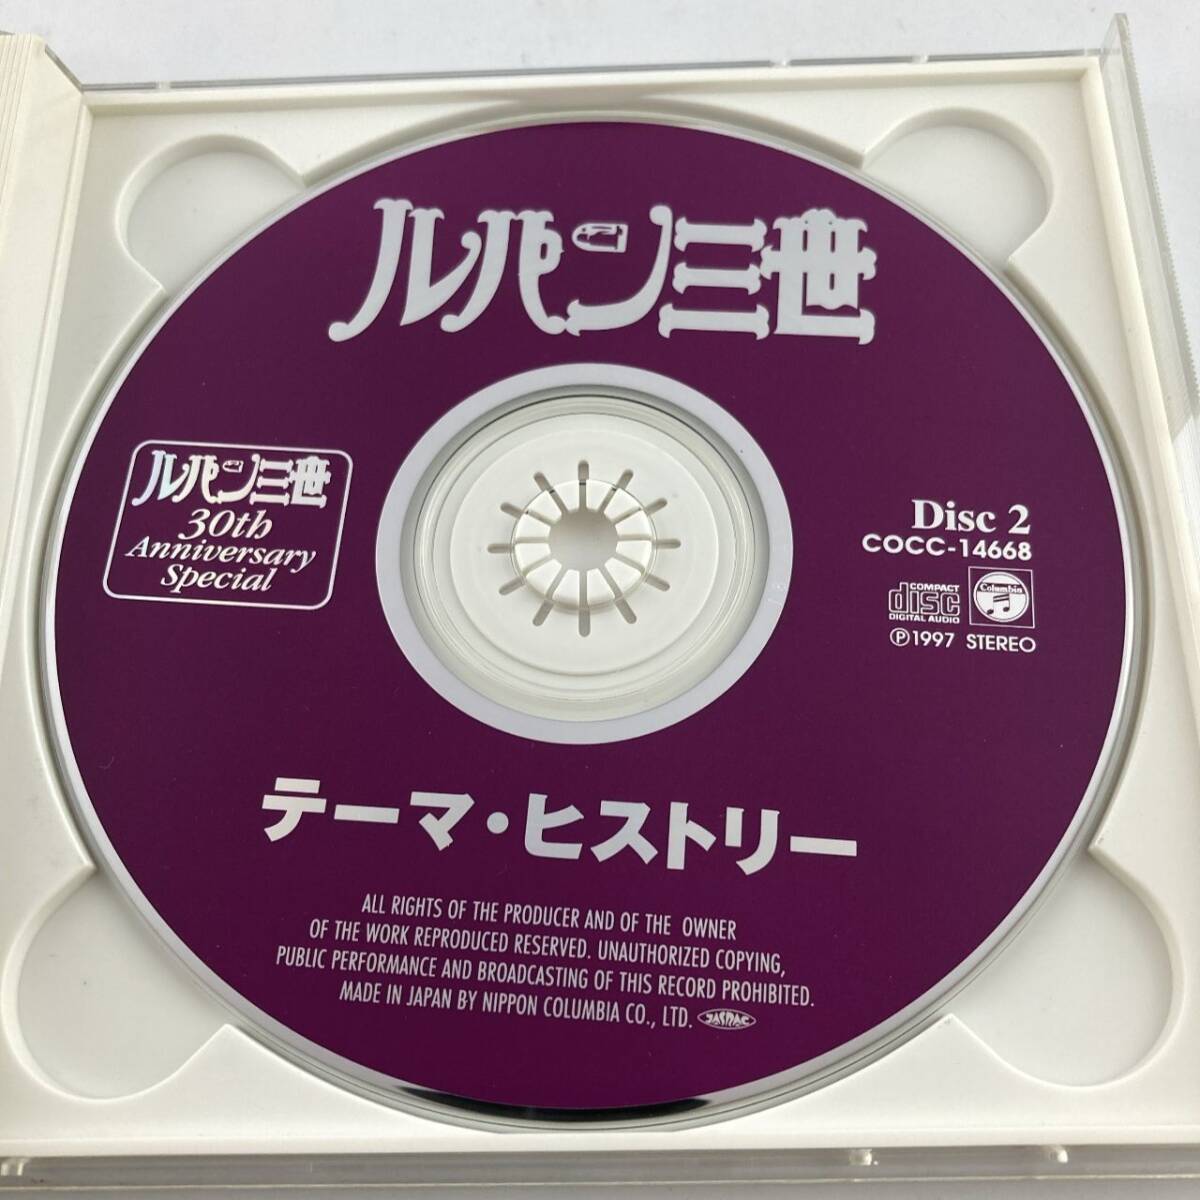 ルパン三世
ルパン三世
30th
Anniversary
Special
Disc 2
COCC-14668
COMPACT
disc
DIGITAL AUDIO
Columbia
Ⓟ1997 STEREO
テーマ・ヒストリー
ALL RIGHTS OF THE PRODUCER AND OF THE OWNER
OF THE WORK REPRODUCED RESERVED. UNAUTHORIZED COPYING,
PUBLIC PERFORMANCE AND BROADCASTING OF THIS RECORD PROHIBITED.
MADE IN JAPAN BY NIPPON COLUMBIA CO., LTD. JASRAC